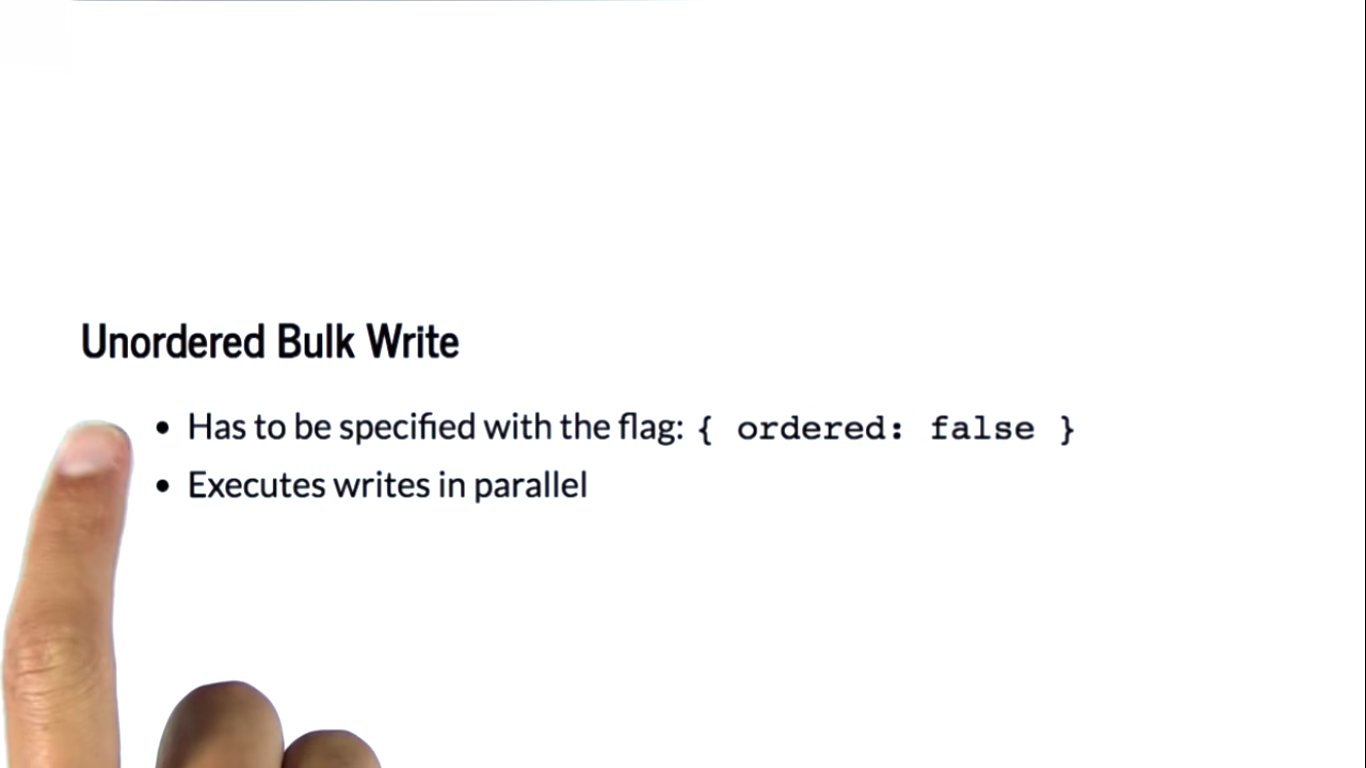 Unordered Bulk Write
• Has to be specified with the flag: { ordered: false }
• Executes writes in parallel